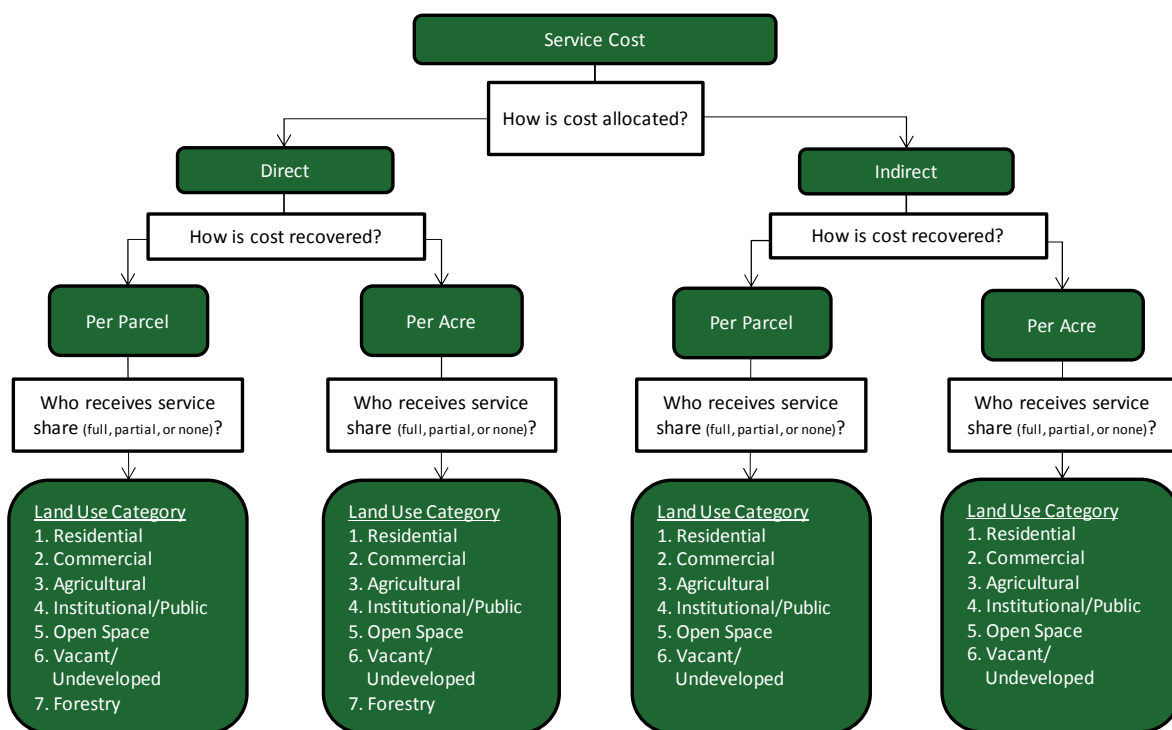 Service Cost
How is cost allocated?
Direct
Indirect
How is cost recovered?
How is cost recovered?
Per Parcel
Per Acre
Per Parcel
Per Acre
Who receives service
share (full, partial, or none)?
Who receives service
share (full, partial, or none)?
Who receives service
share (full, partial, or none)?
Who receives service
share (full, partial, or none)?
Land Use Category
1. Residential
2. Commercial
3. Agricultural
4. Institutional/Public
5. Open Space
6. Vacant/
Undeveloped
7. Forestry
Land Use Category
1. Residential
2. Commercial
3. Agricultural
4. Institutional/Public
5. Open Space
6. Vacant/
Undeveloped
7. Forestry
Land Use Category
1. Residential
2. Commercial
3. Agricultural
4. Institutional/Public
5. Open Space
6. Vacant/
Undeveloped
Land Use Category
1. Residential
2. Commercial
3. Agricultural
4. Institutional/Public
5. Open Space
6. Vacant/
Undeveloped